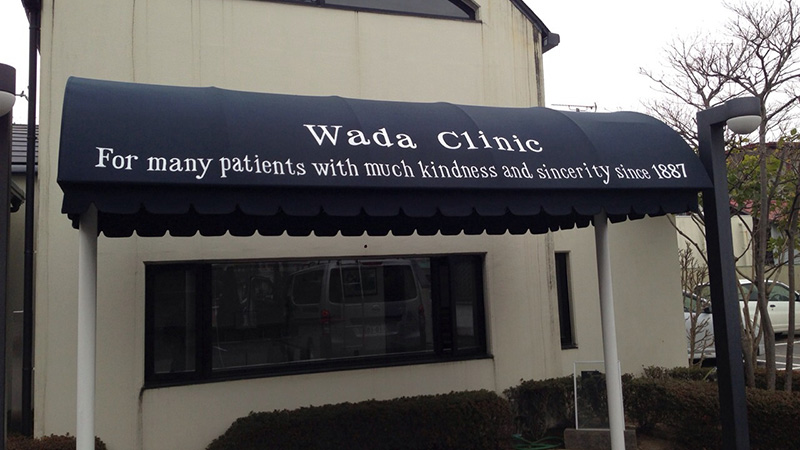 Wada Clinic
For many patients with much kindness and sincerity since 1887